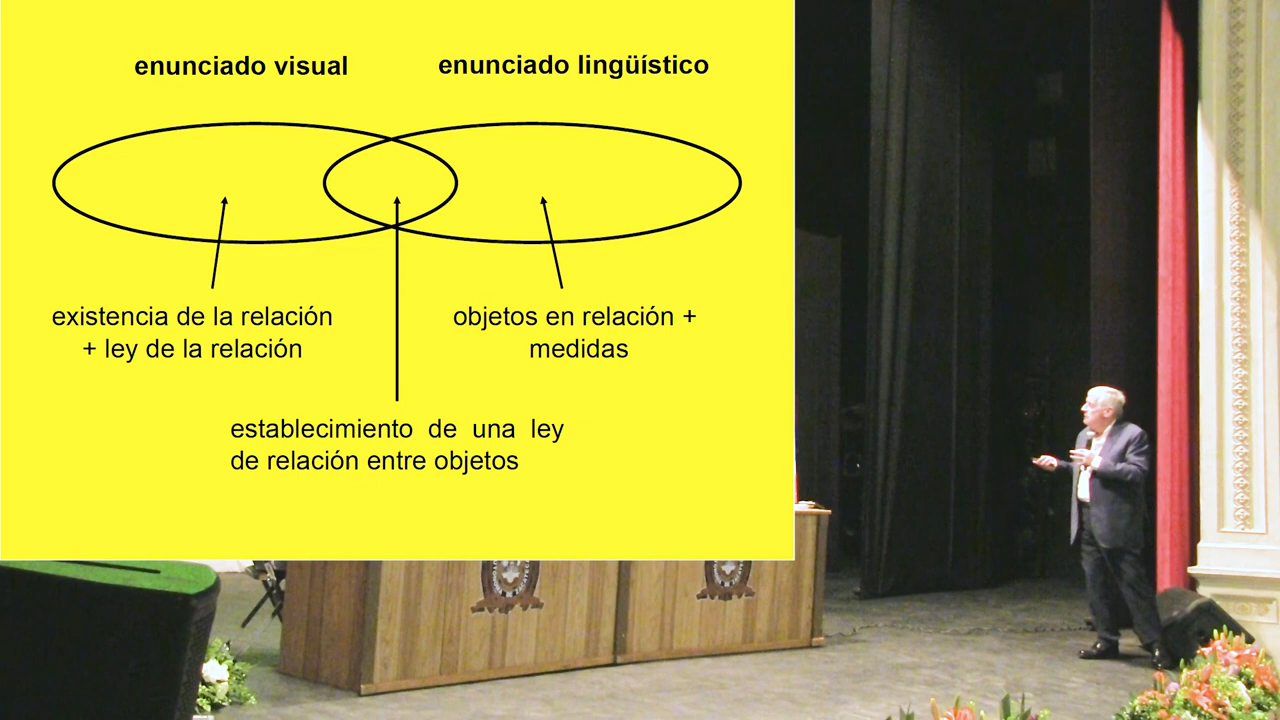 enunciado visual
enunciado lingüístico
existencia de la relación
+ ley de la relación
objetos en relación +
medidas
establecimiento de una ley
de relación entre objetos